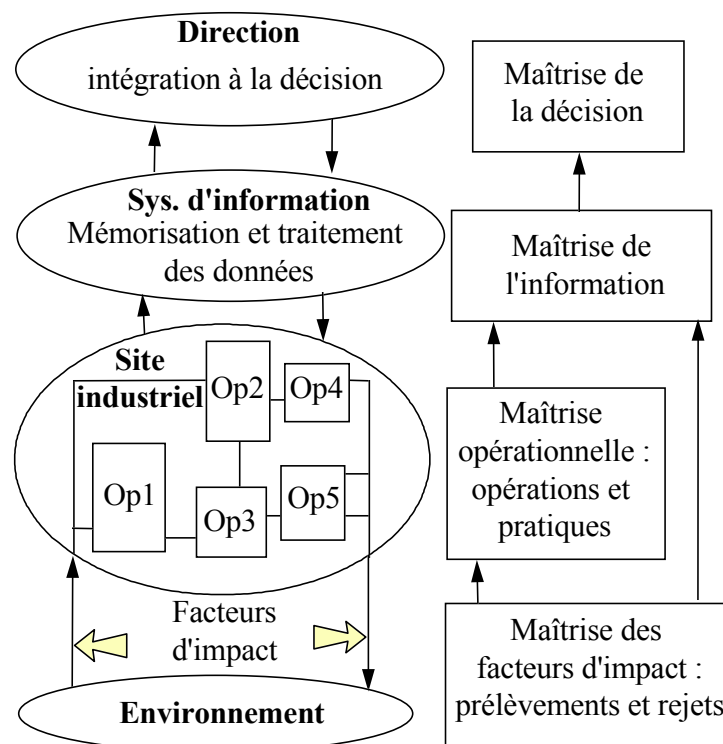 Direction
intégration à la décision
Sys. d'information
Mémorisation et traitement
des données
Site
industriel
Op2
Op4
Op1
Op3
Op5
Facteurs
d'impact
Environnement
Maîtrise de
la décision
Maîtrise de
l'information
Maîtrise
opérationnelle :
opérations et
pratiques
Maîtrise des
facteurs d'impact :
prélèvements et rejets